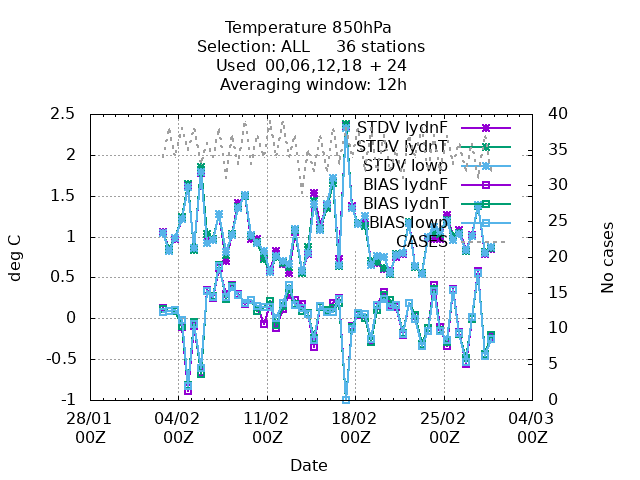 Temperature 850hPa
Selection: ALL 36 stations
Used 00,06,12,18 + 24
Averaging window: 12h
deg C
2.5
2
1.5
1
0.5
0
-0.5
-1
40
35
30
25
20
15
10
5
0
No cases
STDV lydnF
STDV lydnT
STDV lowp
BIAS lydnF
BIAS lydnT
BIAS lowp
CASES
28/01 04/02 11/02 18/02 25/02 04/03
00Z 00Z 00Z 00Z 00Z 00Z
Date